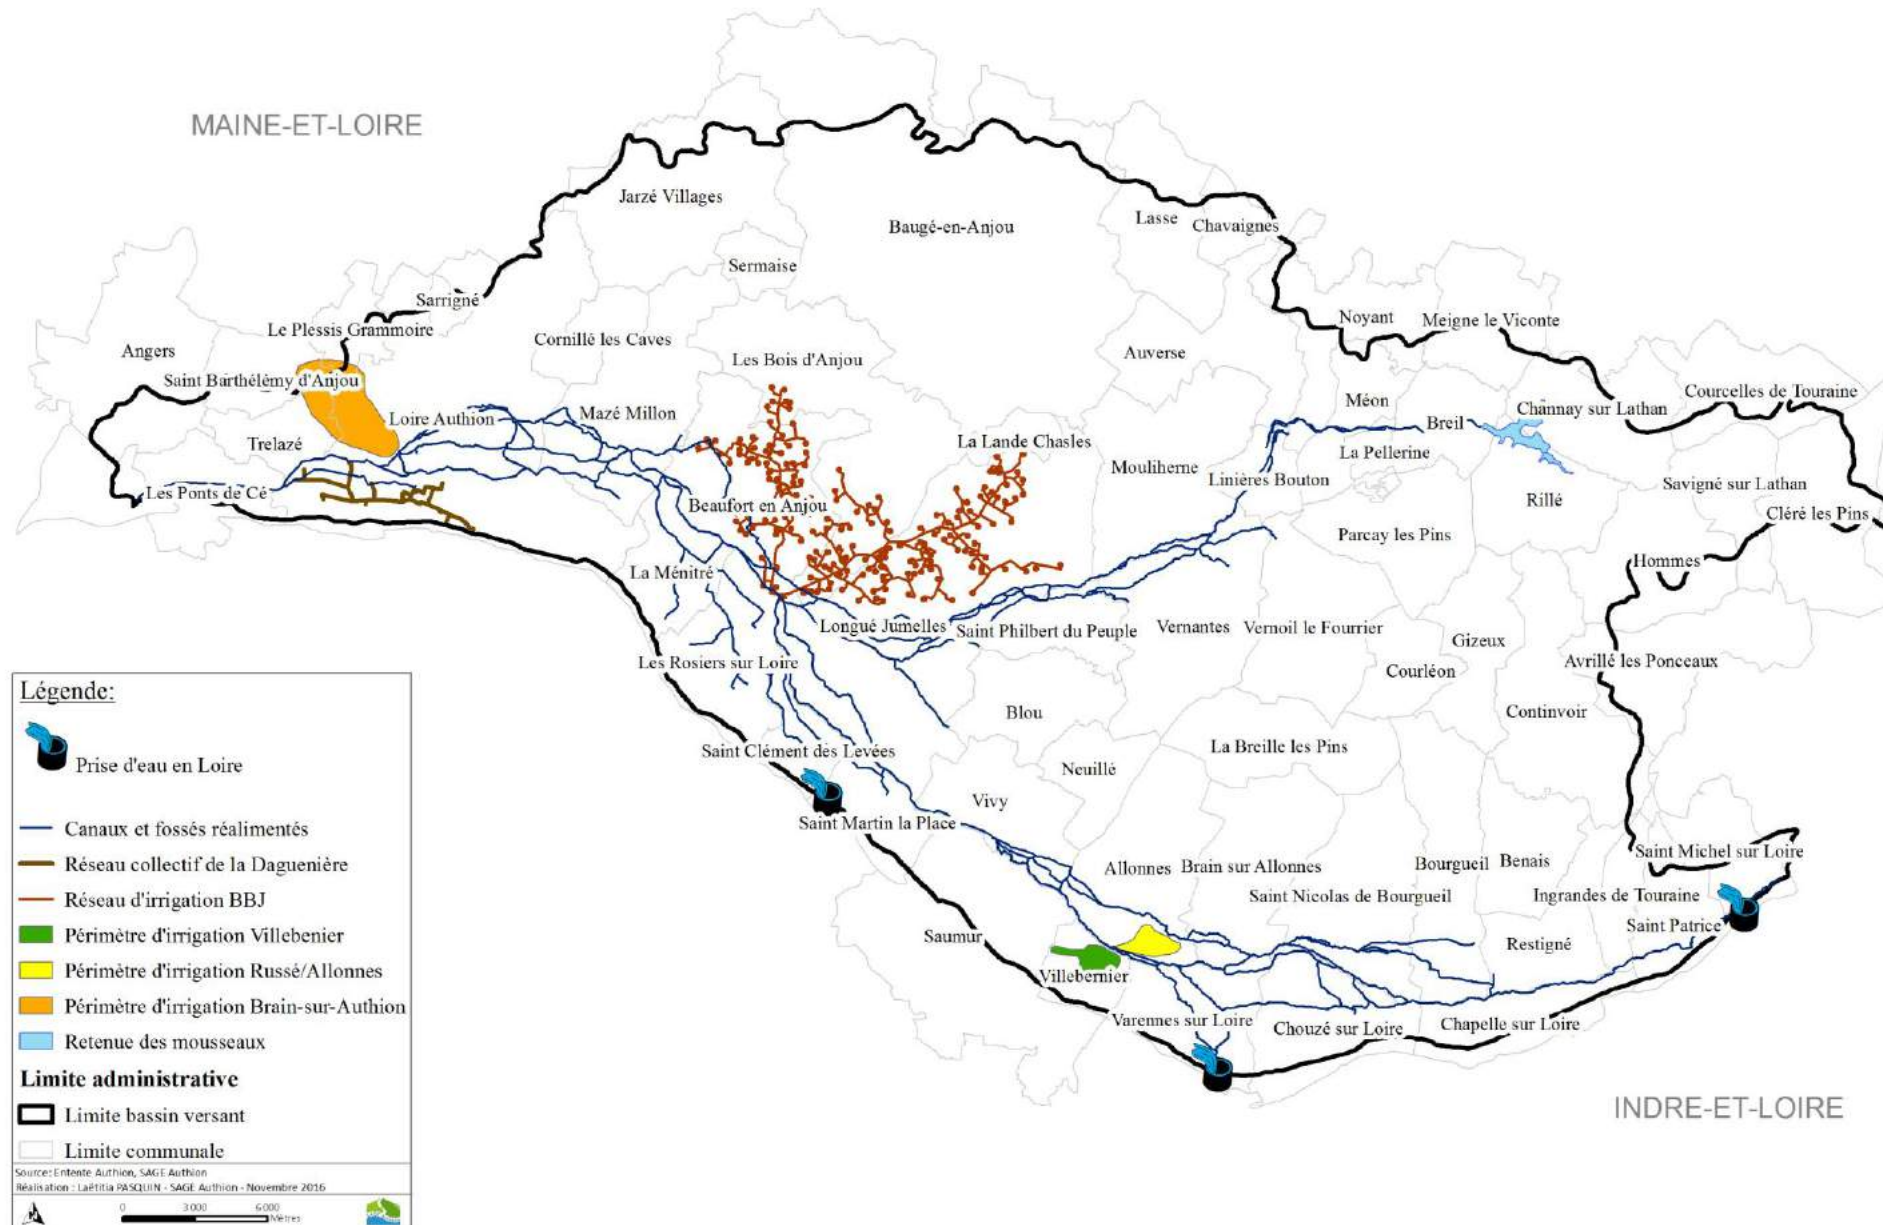 MAINE-ET-LOIRE
Jarzé Villages
Baugé-en-Anjou
Lasse
Chavaignes
Sermaise
Sarrigné
Le Plessis Grammoire
Noyant
Meigne le Viconte
Cornillé les Caves
Angers
Les Bois d'Anjou
Auverse
Saint Barthélémy d'Anjou
Courcelles de Touraine
Méon
Channay sur Lathan
Loire Authion
Mazé Millon
Breil
Trelazé
La Lande Chasles
La Pellerine
Mouliherne
Linières Bouton
Savigné sur Lathan
Les Ponts de Cé
Beaufort en Anjou
Rillé
Cléré les Pins
Parcay les Pins
Hommes
La Ménitré
Longué Jumelles
Saint Philbert du Peuple
Vernantes
Vernoil le Fourrier
Gizeux
Les Rosiers sur Loire
Courléon
Avrillé les Ponceaux
Blou
Continvoir
Saint Clément des Levées
La Breille les Pins
Neuillé
Vivy
Saint Martin la Place
Allonnes
Brain sur Allonnes
Bourgueil
Benais
Saint Michel sur Loire
Saint Nicolas de Bourgueil
Ingrandes de Touraine
Saint Patrice
Saumur
Restigné
Villebernier
Varennes sur Loire
Chouzé sur Loire
Chapelle sur Loire
INDRE-ET-LOIRE
Légende:
Prise d'eau en Loire
Canaux et fossés réalimentés
Réseau collectif de la Daguenière
Réseau d'irrigation BBJ
Périmètre d'irrigation Villebenier
Périmètre d'irrigation Russé/Allonnes
Périmètre d'irrigation Brain-sur-Authion
Retenue des mousseaux
Limite administrative
Limite bassin versant
Limite communale
Source: Entente Authion, SAGE Authion
Réalisation : Laëtitia PASQUIN - SAGE Authion - Novembre 2016
0 3 000 6 000
Mètres